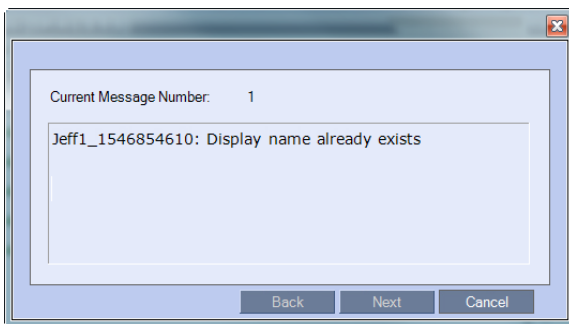 Current Message Number: 1
Jeff1_1546854610: Display name already exists
Back Next Cancel